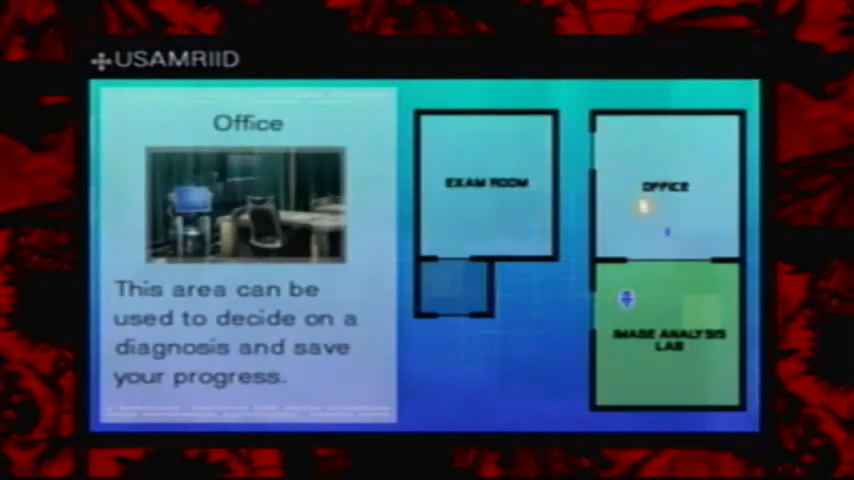 USAMRIID
Office
This area can be
used to decide on a
diagnosis and save
your progress.
EXAM ROOM
OFFICE
IMAGE ANALYSIS
LAB